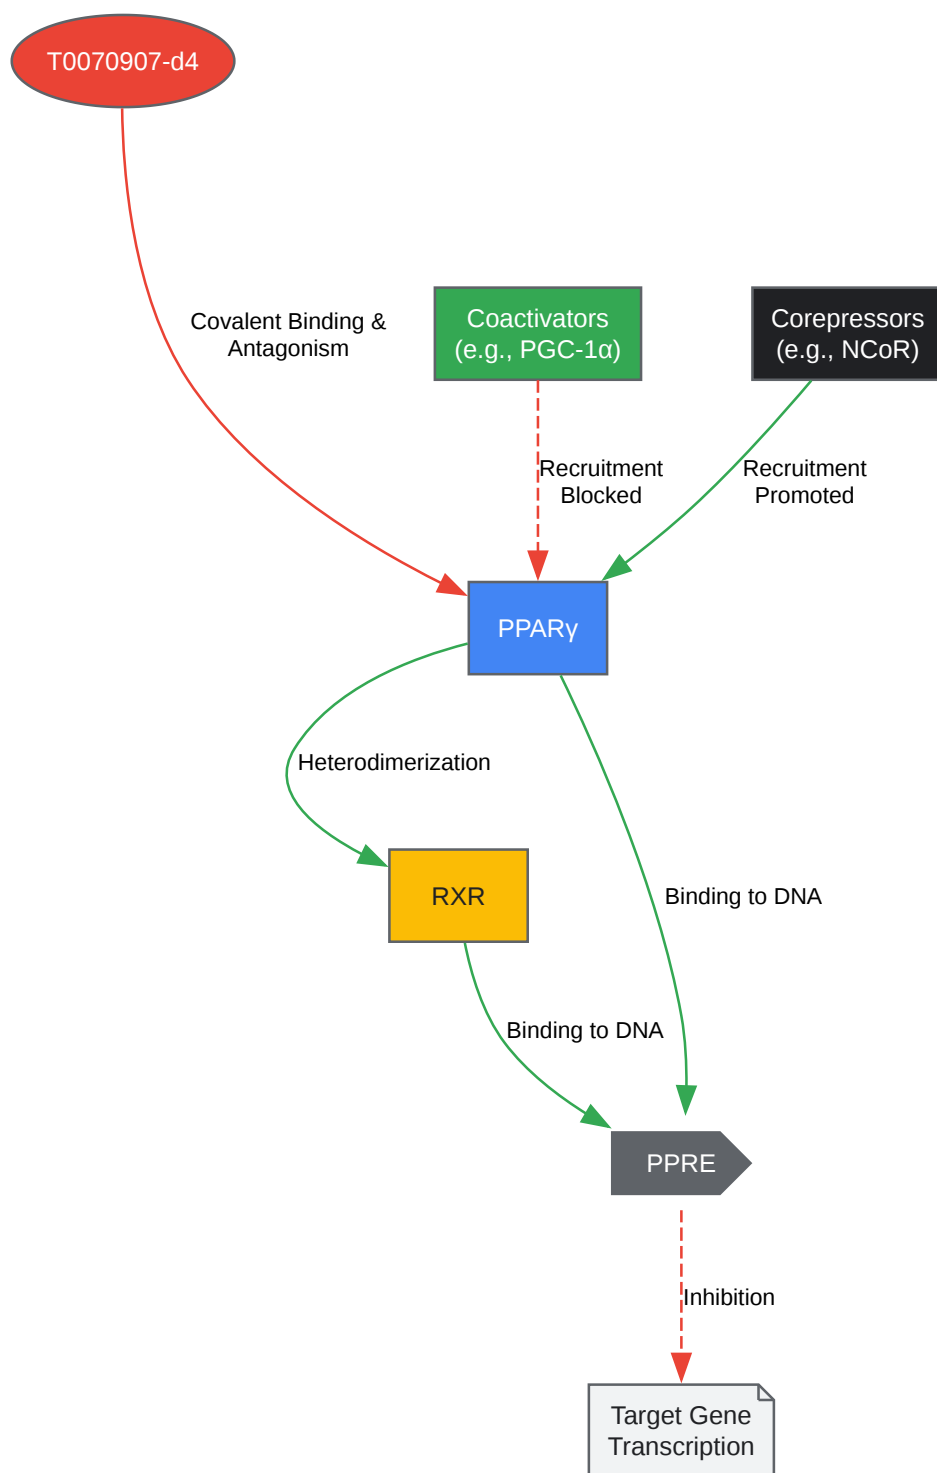 T0070907-d4
Covalent Binding &
Antagonism
Coactivators
(e.g., PGC-1α)
Corepressors
(e.g., NCoR)
Recruitment
Blocked
Recruitment
Promoted
PPARγ
Heterodimerization
RXR
Binding to DNA
Binding to DNA
PPRE
Inhibition
Target Gene
Transcription